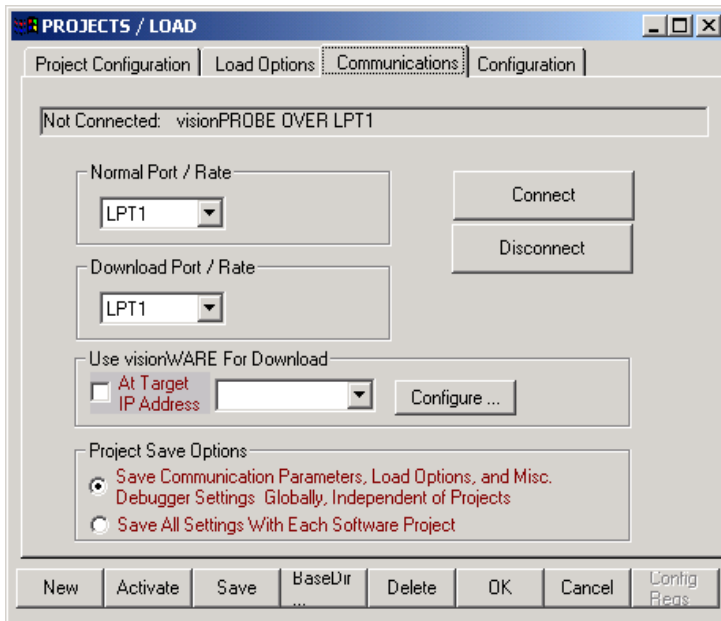 PROJECTS / LOAD
Project Configuration Load Options Communications Configuration
Not Connected: visionPROBE OVER LPT1
Normal Port / Rate
LPT1
Connect
Disconnect
Download Port / Rate
LPT1
Use visionWARE For Download
At Target
IP Address
Configure ...
Project Save Options
Save Communication Parameters, Load Options, and Misc.
Debugger Settings Globally, Independent of Projects
Save All Settings With Each Software Project
New Activate Save BaseDir ... Delete OK Cancel Config Regs